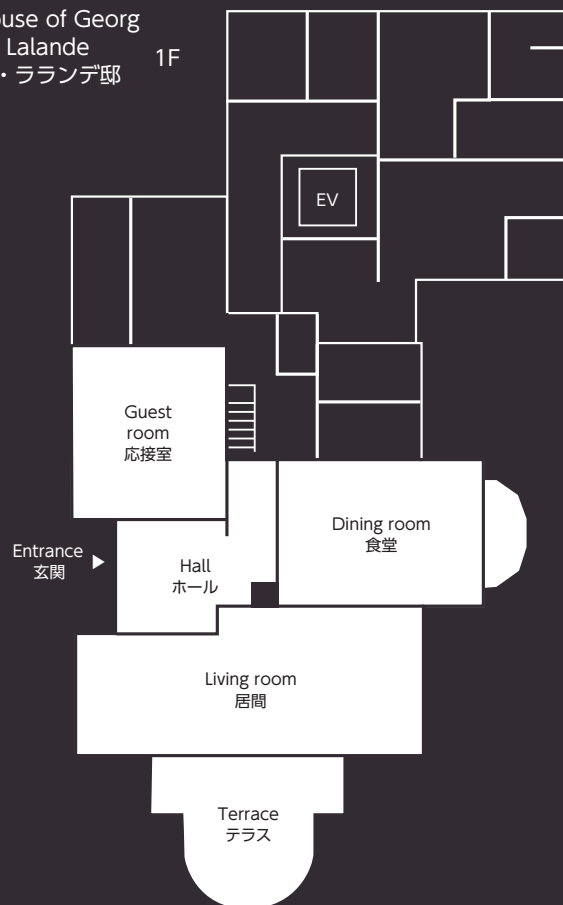 of Georg
Lalande
・ラランデ邸
1F
EV
Guest
room
応接室
Entrance
玄関
Hall
ホール
Dining room
食堂
Living room
居間
Terrace
テラス